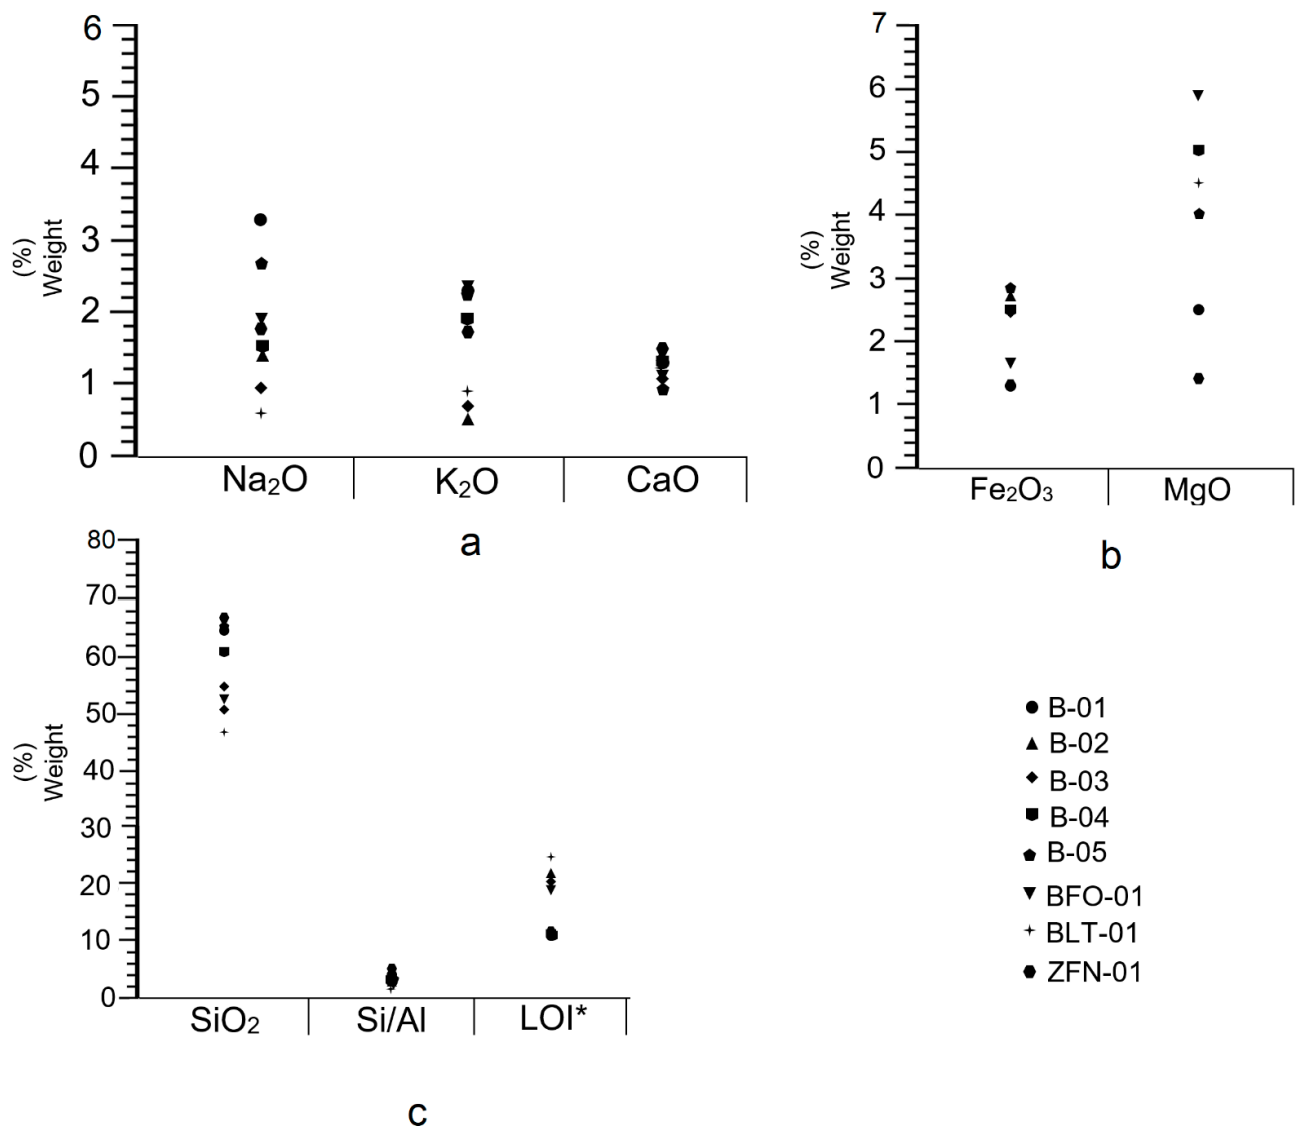 6
5
4
3
2
1
0
(%)
Weight
Na₂O
K₂O
CaO
a
7
6
5
4
3
2
1
0
(%)
Weight
Fe₂O₃
MgO
b
80
70
60
50
40
30
20
10
0
(%)
Weight
SiO₂
Si/Al
LOI*
c
B-01
B-02
B-03
B-04
B-05
BFO-01
BLT-01
ZFN-01